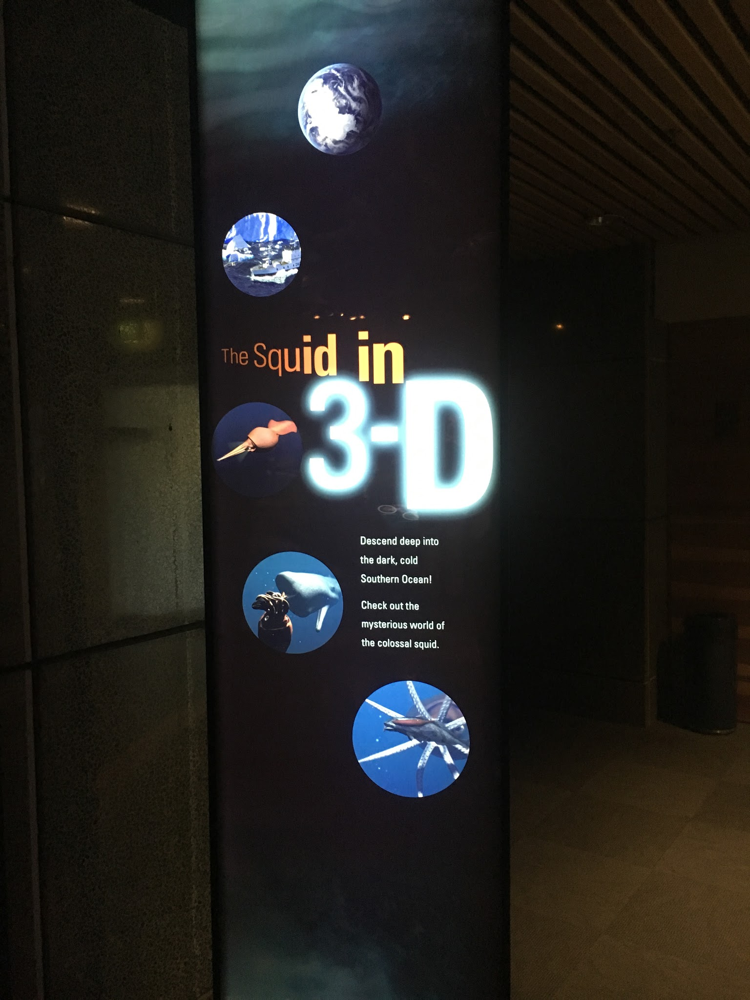 The Squid in
3-D
Descend deep into
the dark, cold
Southern Ocean!
Check out the
mysterious world of
the colossal squid.